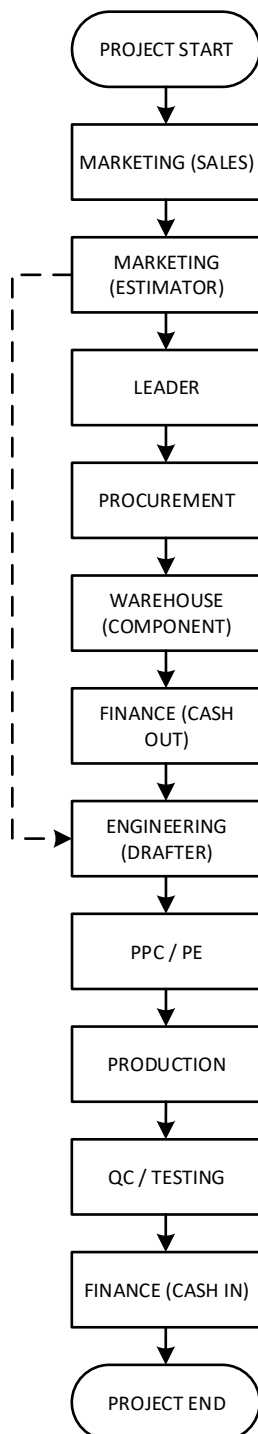 PROJECT START
MARKETING (SALES)
MARKETING
(ESTIMATOR)
LEADER
PROCUREMENT
WAREHOUSE
(COMPONENT)
FINANCE (CASH
OUT)
ENGINEERING
(DRAFTER)
PPC / PE
PRODUCTION
QC / TESTING
FINANCE (CASH IN)
PROJECT END